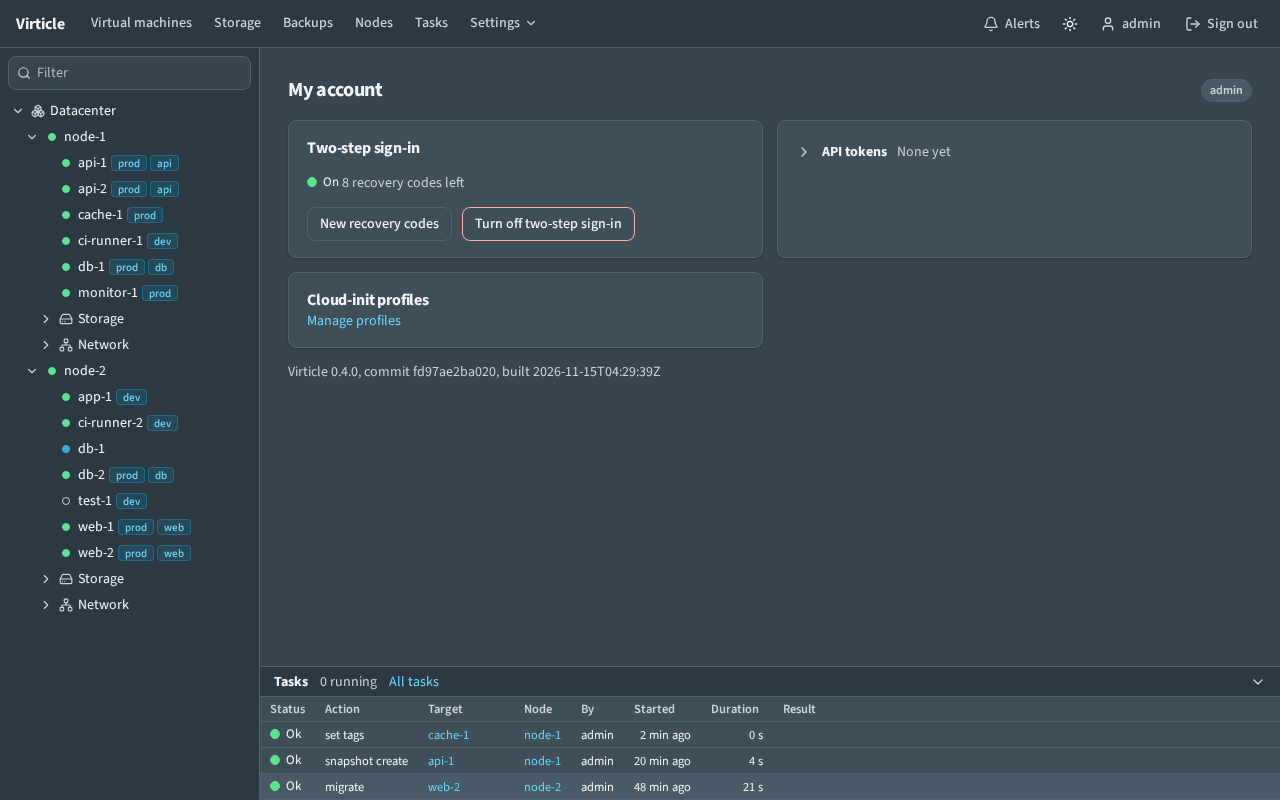 Virticle Virtual machines Storage Backups Nodes Tasks Settings Alerts admin Sign out
Filter
Datacenter
node-1
api-1 prod api
api-2 prod api
cache-1 prod
ci-runner-1 dev
db-1 prod db
monitor-1 prod
Storage
Network
node-2
app-1 dev
ci-runner-2 dev
db-1
db-2 prod db
test-1 dev
web-1 prod web
web-2 prod web
Storage
Network
My account admin
Two-step sign-in
On 8 recovery codes left
New recovery codes Turn off two-step sign-in
API tokens None yet
Cloud-init profiles
Manage profiles
Virticle 0.4.0, commit fd97ae2ba020, built 2026-11-15T04:29:39Z
Tasks 0 running All tasks
Status Action Target Node By Started Duration Result
Ok set tags cache-1 node-1 admin 2 min ago 0 s
Ok snapshot create api-1 node-1 admin 20 min ago 4 s
Ok migrate web-2 node-2 admin 48 min ago 21 s